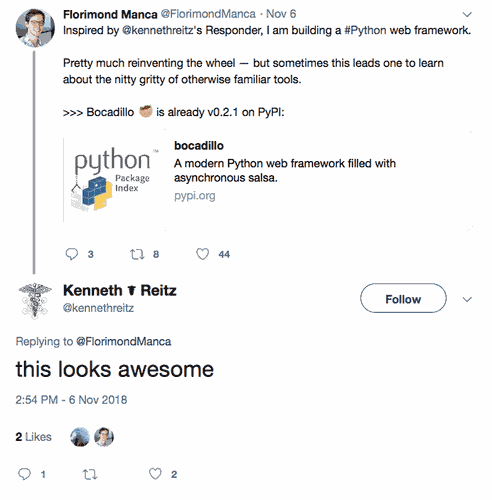 Florimond Manca @FlorimondManca · Nov 6
Inspired by @kennethreitz's Responder, I am building a #Python web framework.
Pretty much reinventing the wheel — but sometimes this leads one to learn
about the nitty gritty of otherwise familiar tools.
>>> Bocadillo 🥙 is already v0.2.1 on PyPI:
python™
Package
Index
bocadillo
A modern Python web framework filled with
asynchronous salsa.
pypi.org
3 8 44
Kenneth Reitz
@kennethreitz
Follow
Replying to @FlorimondManca
this looks awesome
2:54 PM - 6 Nov 2018
2 Likes
1 2